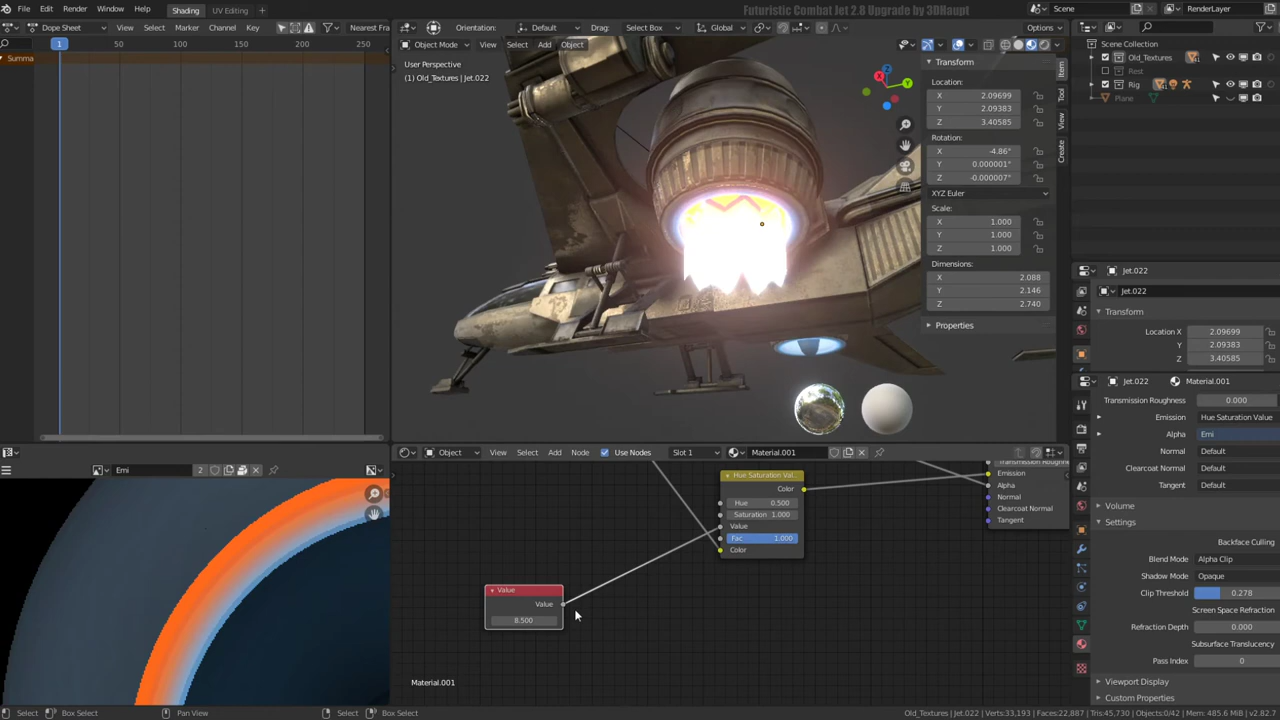 File Edit Render Window Help Shading UV Editing +
Futuristic Combat Jet 2.8 Upgrade by 3DHaupt
Scene RenderLayer
Dope Sheet View Select Marker Channel Key Nearest Fra
Orientation: Default Drag: Select Box Global Options
1 50 100 150 200 250
Summa
Object Mode View Select Add Object
User Perspective
(1) Old_Textures | Jet.022
Z
Y
X
Transform
Location:
X 2.09699
Y 2.09383
Z 3.40585
Rotation:
X -4.86°
Y 0.000001°
Z -0.000007°
XYZ Euler
Scale:
X 1.000
Y 1.000
Z 1.000
Dimensions:
X 2.088
Y 2.146
Z 2.740
Properties
Item
Tool
View
Create
Scene Collection
Old_Textures
Rest
Rig
Plane
Jet.022
Jet.022
Transform
Location X 2.09699
Y 2.09383
Z 3.40585
Jet.022 Material.001
Transmission Roughness 0.000
Emission Hue Saturation Value
Alpha Emi
Normal Default
Clearcoat Normal Default
Tangent Default
Volume
Settings
Backface Culling
Blend Mode Alpha Clip
Shadow Mode Opaque
Clip Threshold 0.278
Screen Space Refraction
Refraction Depth 0.000
Subsurface Translucency
Pass Index 0
Viewport Display
Custom Properties
Emi 2
Object View Select Add Node Use Nodes Slot 1 Material.001
Hue Saturation Val..
Color
Hue 0.500
Saturation 1.000
Value
Fac 1.000
Color
Transmission Rough
Emission
Alpha
Normal
Clearcoat Normal
Tangent
Value
Value
8.500
Material.001
Select Box Select Pan View Select Box Select
Old_Textures | Jet.022 | Verts:33,193 | Faces:22,887 | Tris:45,730 | Objects:0/42 | Mem: 485.6 MiB | v2.82.7